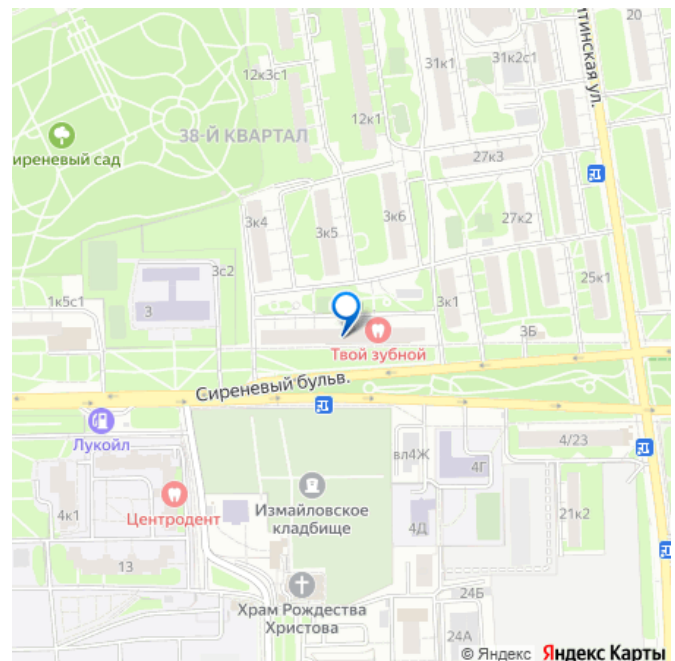 20
31к1
31к2с1
итинская ул.
12к3с1
12к1
38-Й КВАРТАЛ
иреневый сад
27к3
3к4
3к5
3к6
27к2
3с2
25к1
1к5с1
3
3к1
3Б
Твой зубной
Сиреневый бульв.
Лукойл
4/23
вл4Ж
4Г
Центродент
4к1
Измайловское
кладбище
21к2
4Д
13
24Б
Храм Рождества
Христова
24А
© Яндекс Яндекс Карты